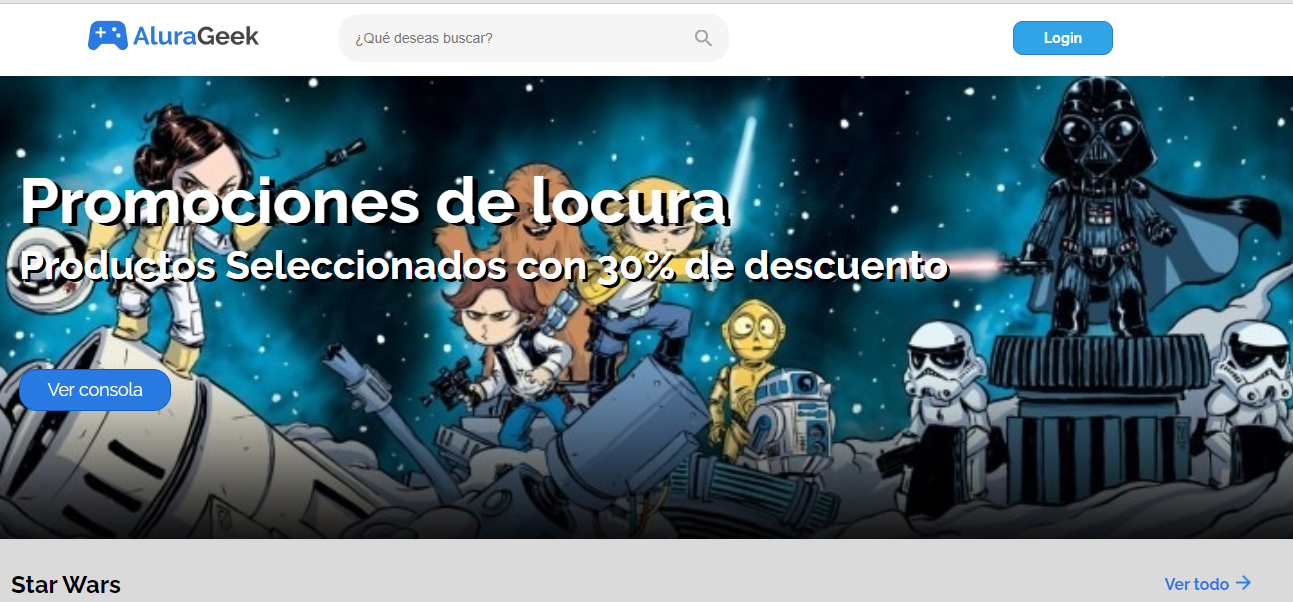 AluraGeek
¿Qué deseas buscar?
Login
Promociones de locura
Productos Seleccionados con 30% de descuento
Ver consola
Star Wars
Ver todo →